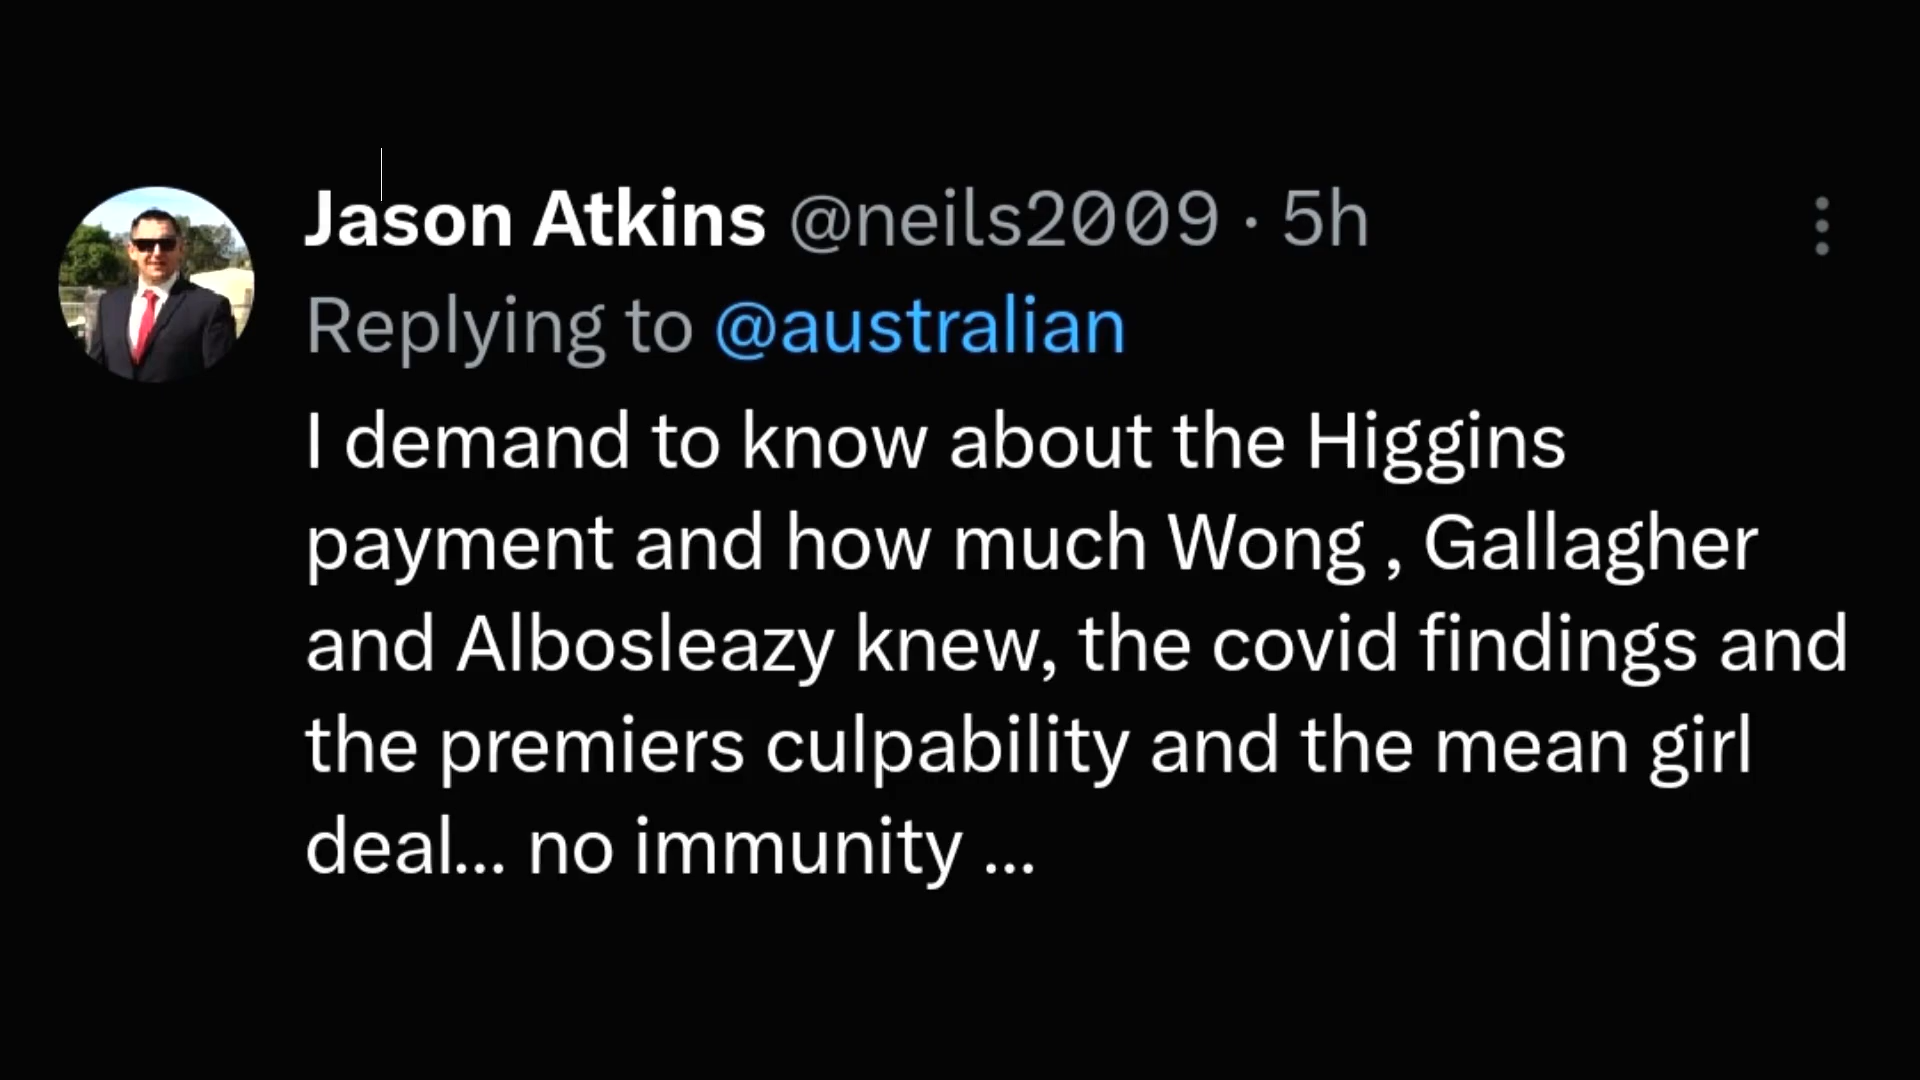 Jason Atkins @neils2009 · 5h
Replying to @australian
I demand to know about the Higgins
payment and how much Wong , Gallagher
and Albosleazy knew, the covid findings and
the premiers culpability and the mean girl
deal... no immunity ...